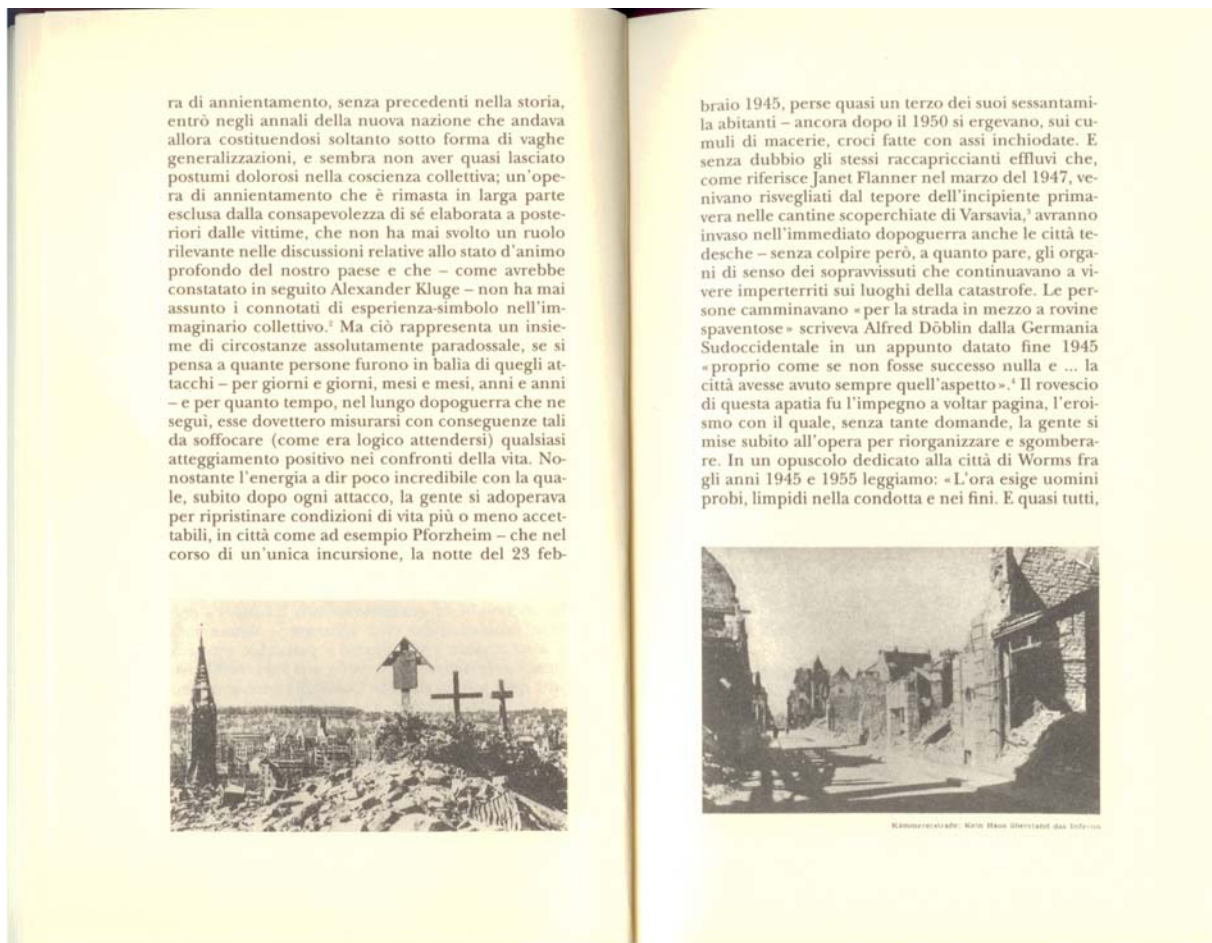 ra di annientamento, senza precedenti nella storia,
entrò negli annali della nuova nazione che andava
allora costituendosi soltanto sotto forma di vaghe
generalizzazioni, e sembra non aver quasi lasciato
postumi dolorosi nella coscienza collettiva; un’ope-
ra di annientamento che è rimasta in larga parte
esclusa dalla consapevolezza di sé elaborata a poste-
riori dalle vittime, che non ha mai svolto un ruolo
rilevante nelle discussioni relative allo stato d’animo
profondo del nostro paese e che – come avrebbe
constatato in seguito Alexander Kluge – non ha mai
assunto i connotati di esperienza-simbolo nell’im-
maginario collettivo.² Ma ciò rappresenta un insie-
me di circostanze assolutamente paradossale, se si
pensa a quante persone furono in balìa di quegli at-
tacchi – per giorni e giorni, mesi e mesi, anni e anni
– e per quanto tempo, nel lungo dopoguerra che ne
seguì, esse dovettero misurarsi con conseguenze tali
da soffocare (come era logico attendersi) qualsiasi
atteggiamento positivo nei confronti della vita. No-
nostante l’energia a dir poco incredibile con la qua-
le, subito dopo ogni attacco, la gente si adoperava
per ripristinare condizioni di vita più o meno accet-
tabili, in città come ad esempio Pforzheim – che nel
corso di un’unica incursione, la notte del 23 feb-
braio 1945, perse quasi un terzo dei suoi sessantami-
la abitanti – ancora dopo il 1950 si ergevano, sui cu-
muli di macerie, croci fatte con assi inchiodate. E
senza dubbio gli stessi raccapriccianti effluvi che,
come riferisce Janet Flanner nel marzo del 1947, ve-
nivano risvegliati dal tepore dell’incipiente prima-
vera nelle cantine scoperchiate di Varsavia,³ avranno
invaso nell’immediato dopoguerra anche le città te-
desche – senza colpire però, a quanto pare, gli orga-
ni di senso dei sopravvissuti che continuavano a vi-
vere imperterriti sui luoghi della catastrofe. Le per-
sone camminavano «per la strada in mezzo a rovine
spaventose» scriveva Alfred Döblin dalla Germania
Sudoccidentale in un appunto datato fine 1945
«proprio come se non fosse successo nulla e ... la
città avesse avuto sempre quell’aspetto».⁴ Il rovescio
di questa apatia fu l’impegno a voltar pagina, l’eroi-
smo con il quale, senza tante domande, la gente si
mise subito all’opera per riorganizzare e sgombera-
re. In un opuscolo dedicato alla città di Worms fra
gli anni 1945 e 1955 leggiamo: «L’ora esige uomini
probi, limpidi nella condotta e nei fini. E quasi tutti,
Kämmererstraße: Kein Haus überstand das Inferno